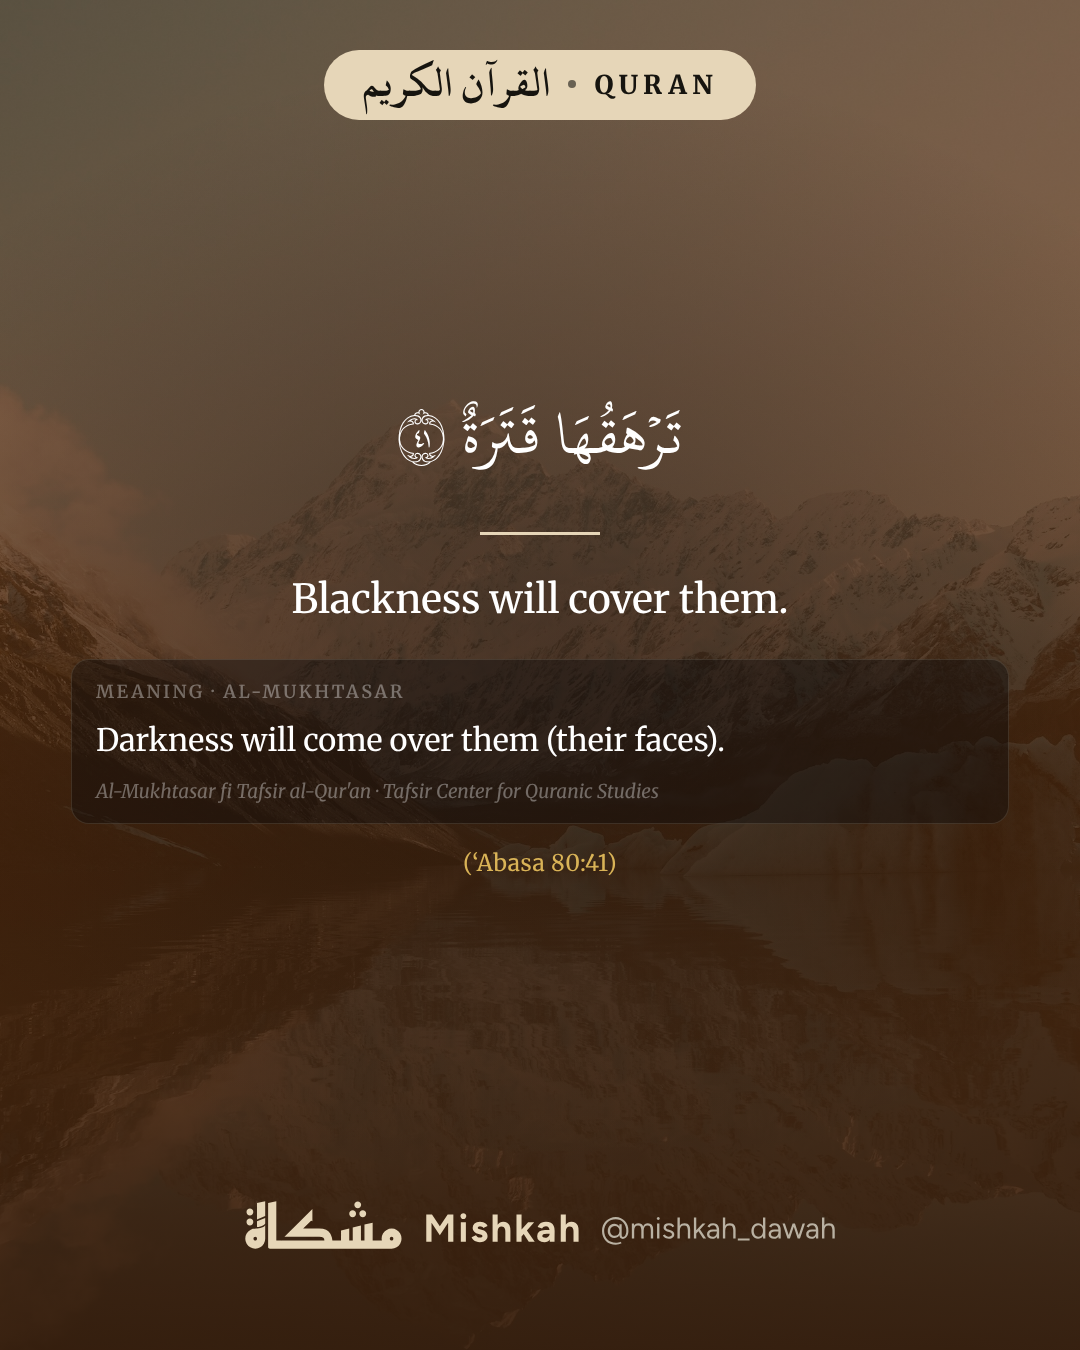 القرآن الكريم • QURAN
تَرْهَقُهَا قَتَرَةٌ ٤١
Blackness will cover them.
MEANING · AL-MUKHTASAR
Darkness will come over them (their faces).
Al-Mukhtasar fi Tafsir al-Qur'an · Tafsir Center for Quranic Studies
(‘Abasa 80:41)
مشكاة Mishkah @mishkah_dawah